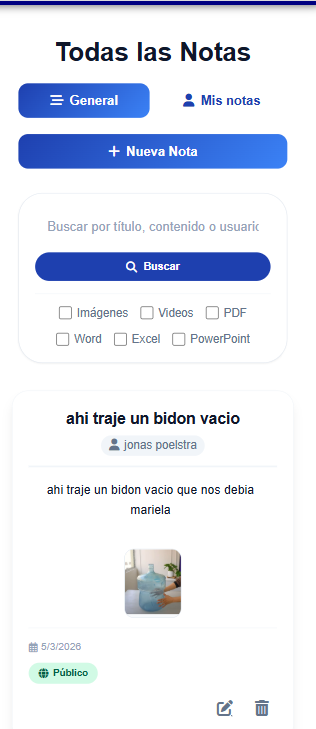 Todas las Notas
General
Mis notas
Nueva Nota
Buscar por título, contenido o usuario
Buscar
Imágenes
Videos
PDF
Word
Excel
PowerPoint
ahi traje un bidon vacio
jonas poelstra
ahi traje un bidon vacio que nos debia
mariela
5/3/2026
Público